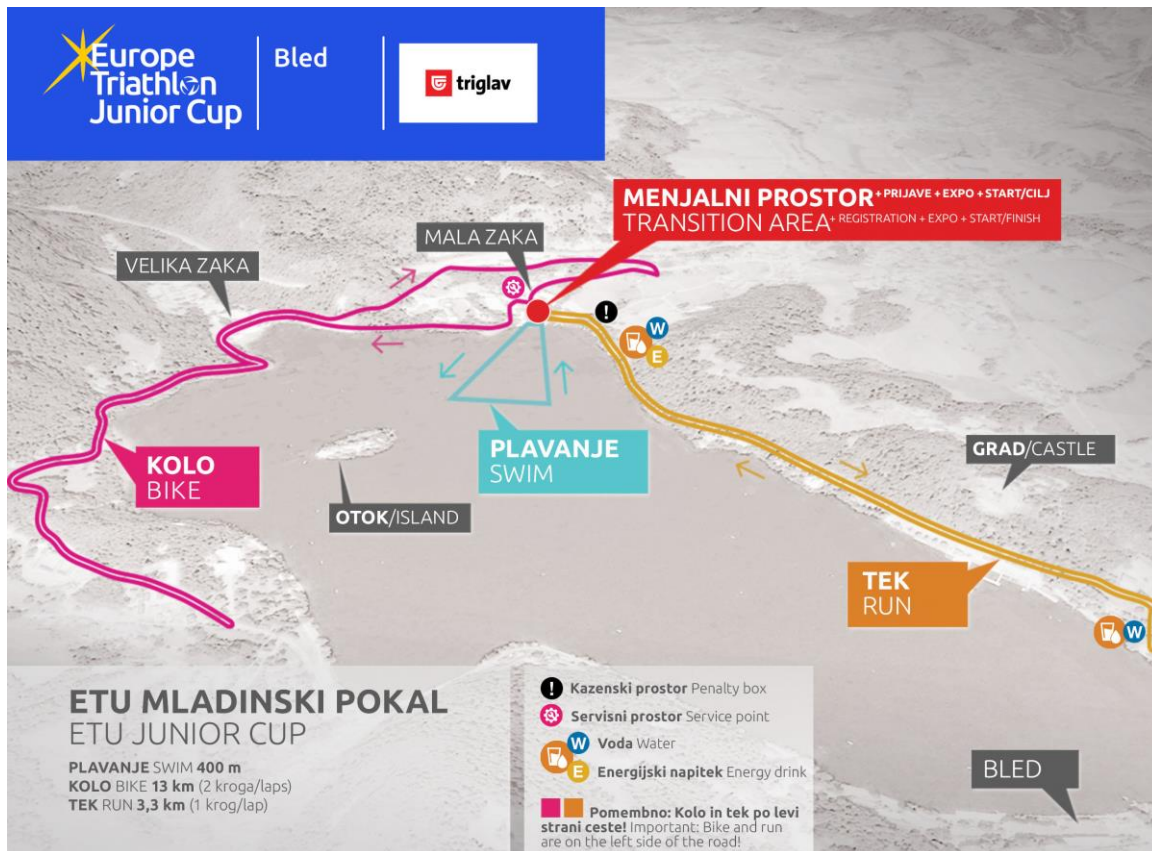 Europe
Triathlon
Junior Cup
Bled
triglav
MENJALNI PROSTOR + PRIJAVE + EXPO + START/CILJ
TRANSITION AREA + REGISTRATION + EXPO + START/FINISH
MALA ZAKA
VELIKA ZAKA
!
W
E
PLAVANJE
SWIM
GRAD/CASTLE
KOLO
BIKE
OTOK/ISLAND
TEK
RUN
W
ETU MLADINSKI POKAL
ETU JUNIOR CUP
PLAVANJE SWIM 400 m
KOLO BIKE 13 km (2 kroga/laps)
TEK RUN 3,3 km (1 krog/lap)
! Kazenski prostor Penalty box
Servisni prostor Service point
W Voda Water
E Energijski napitek Energy drink
Pomembno: Kolo in tek po levi
strani ceste! Important: Bike and run
are on the left side of the road!
BLED